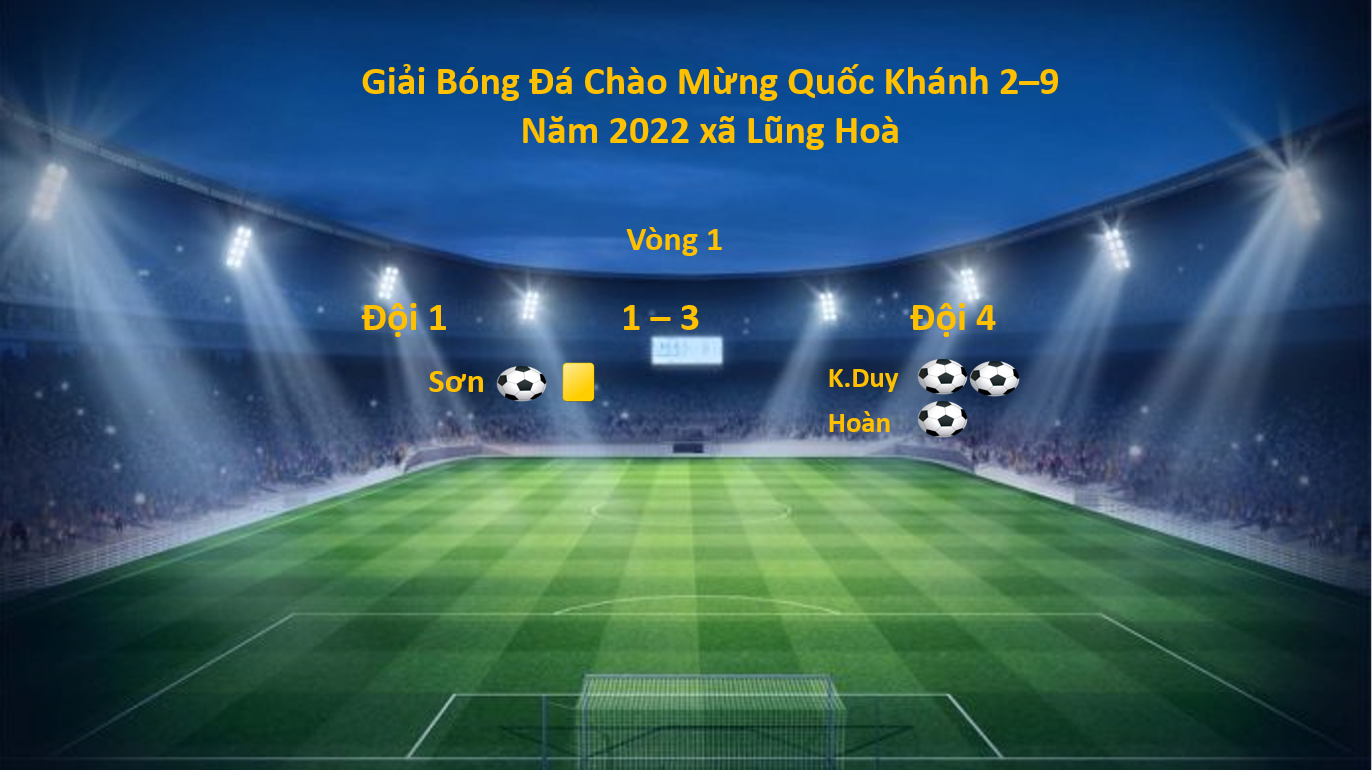 Giải Bóng Đá Chào Mừng Quốc Khánh 2–9
Năm 2022 xã Lũng Hoà
Vòng 1
Đội 1 1 – 3 Đội 4
Sơn
K.Duy
Hoàn